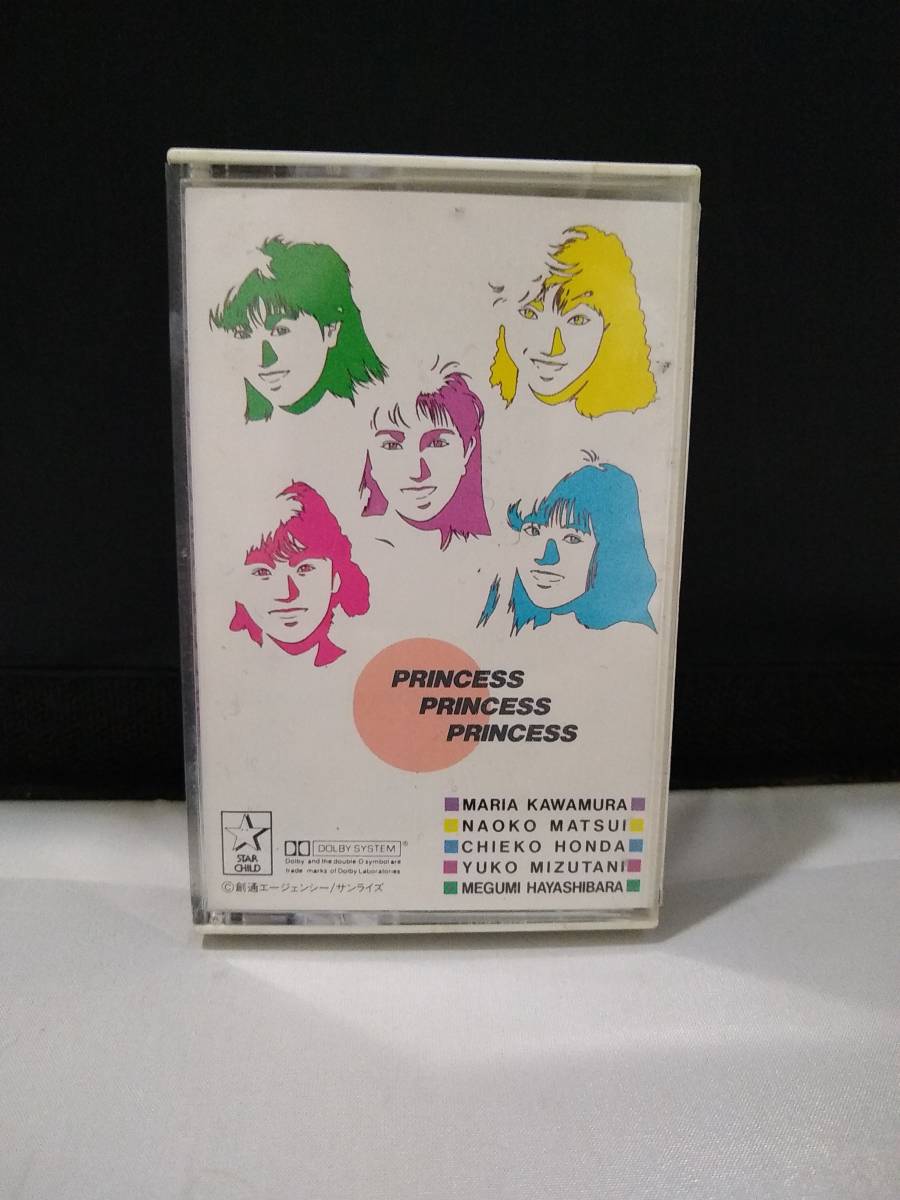 PRINCESS
PRINCESS
PRINCESS
MARIA KAWAMURA
NAOKO MATSUI
CHIEKO HONDA
YUKO MIZUTANI
MEGUMI HAYASHIBARA
STAR
CHILD
DOLBY SYSTEM®
Dolby and the double D symbol are
trade marks of Dolby Laboratories
©創通エージェンシー/サンライズ